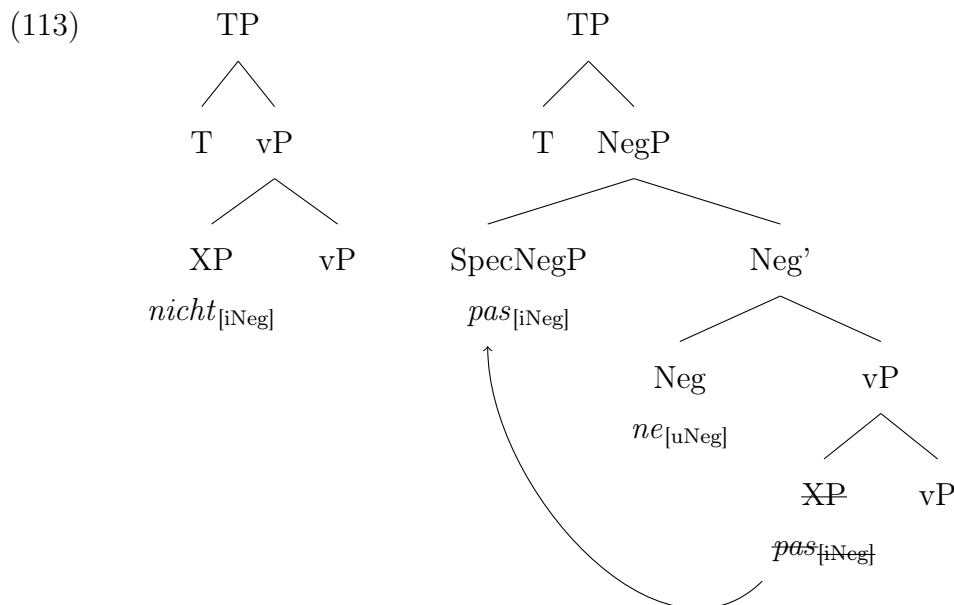 (113) TP TP
T vP T NegP
XP vP SpecNegP Neg’
nicht[iNeg] pas[iNeg]
Neg vP
ne[uNeg]
XP vP
pas[iNeg]